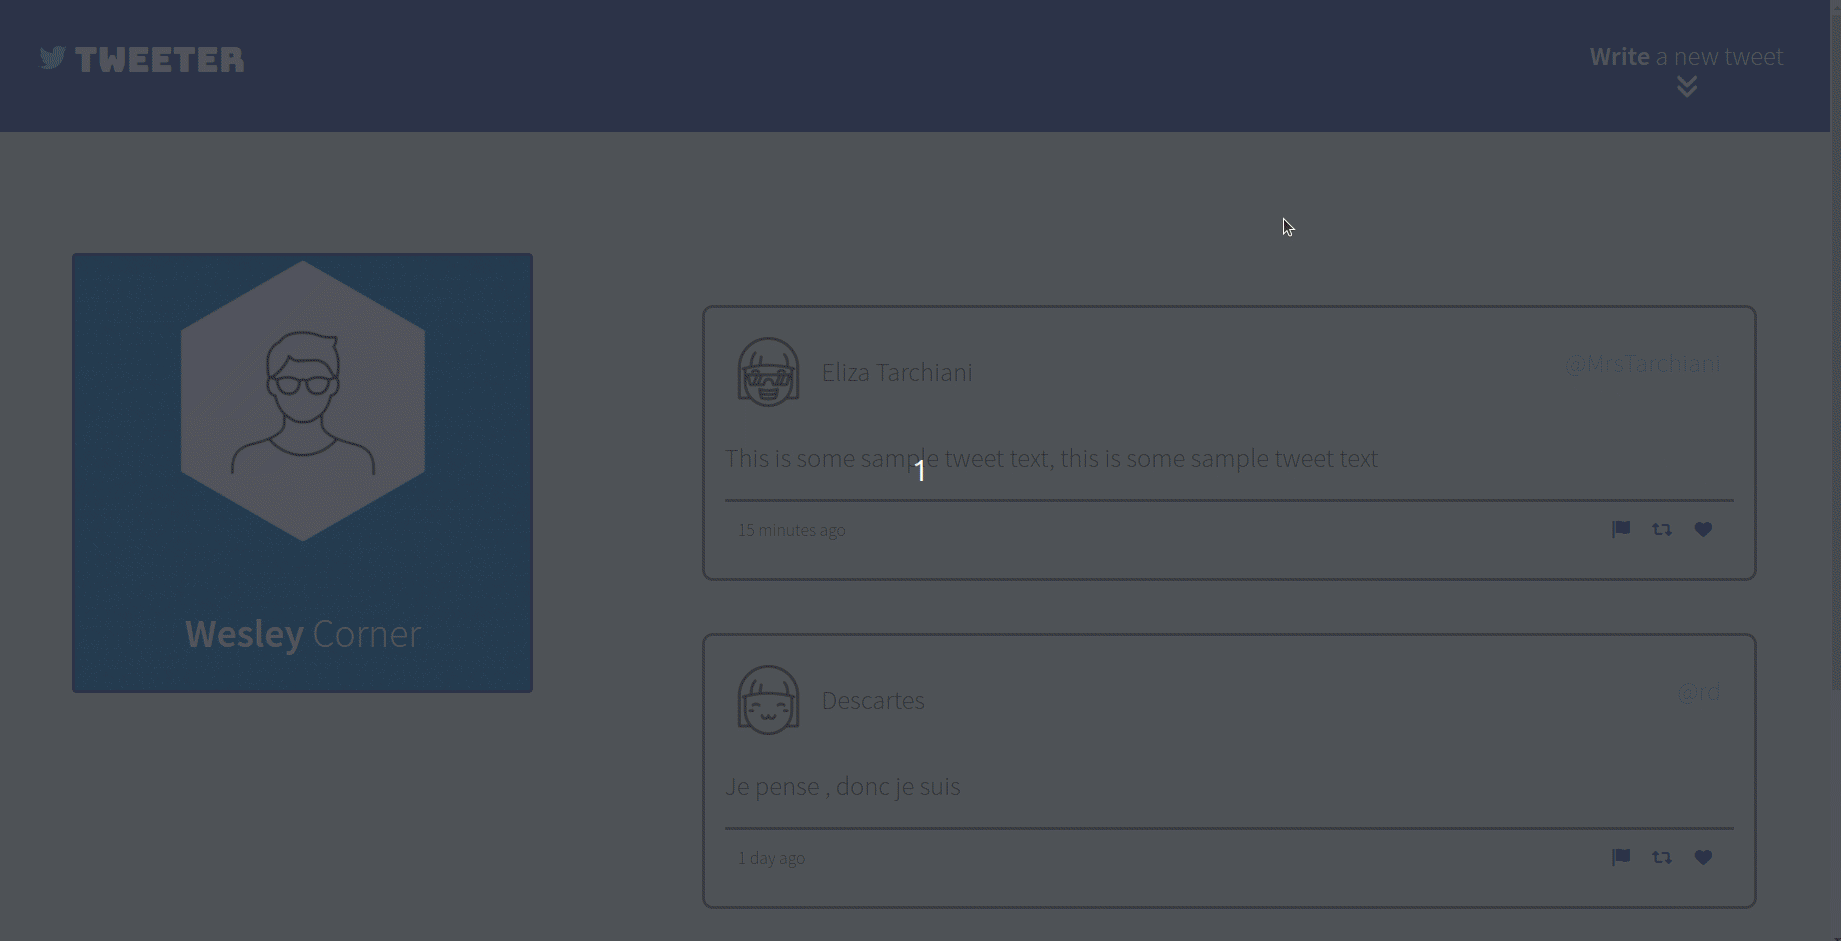 TWEETER
Write a new tweet
Wesley Corner
Eliza Tarchiani
@MrsTarchiani
This is some sample tweet text, this is some sample tweet text
1
15 minutes ago
Descartes
@rd
Je pense , donc je suis
1 day ago